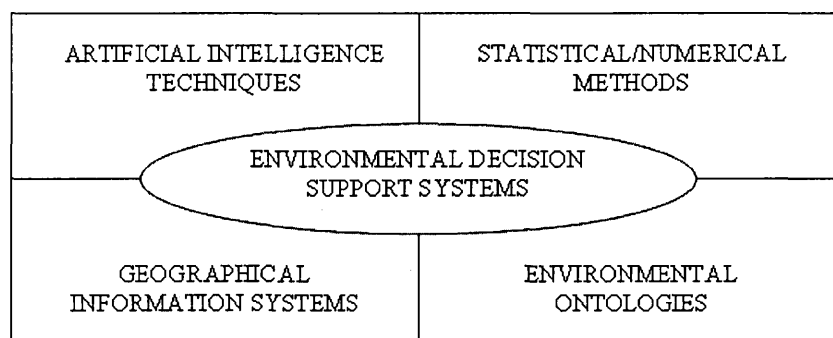 ARTIFICIAL INTELLIGENCE
TECHNIQUES
STATISTICAL/NUMERICAL
METHODS
ENVIRONMENTAL DECISION
SUPPORT SYSTEMS
GEOGRAPHICAL
INFORMATION SYSTEMS
ENVIRONMENTAL
ONTOLOGIES